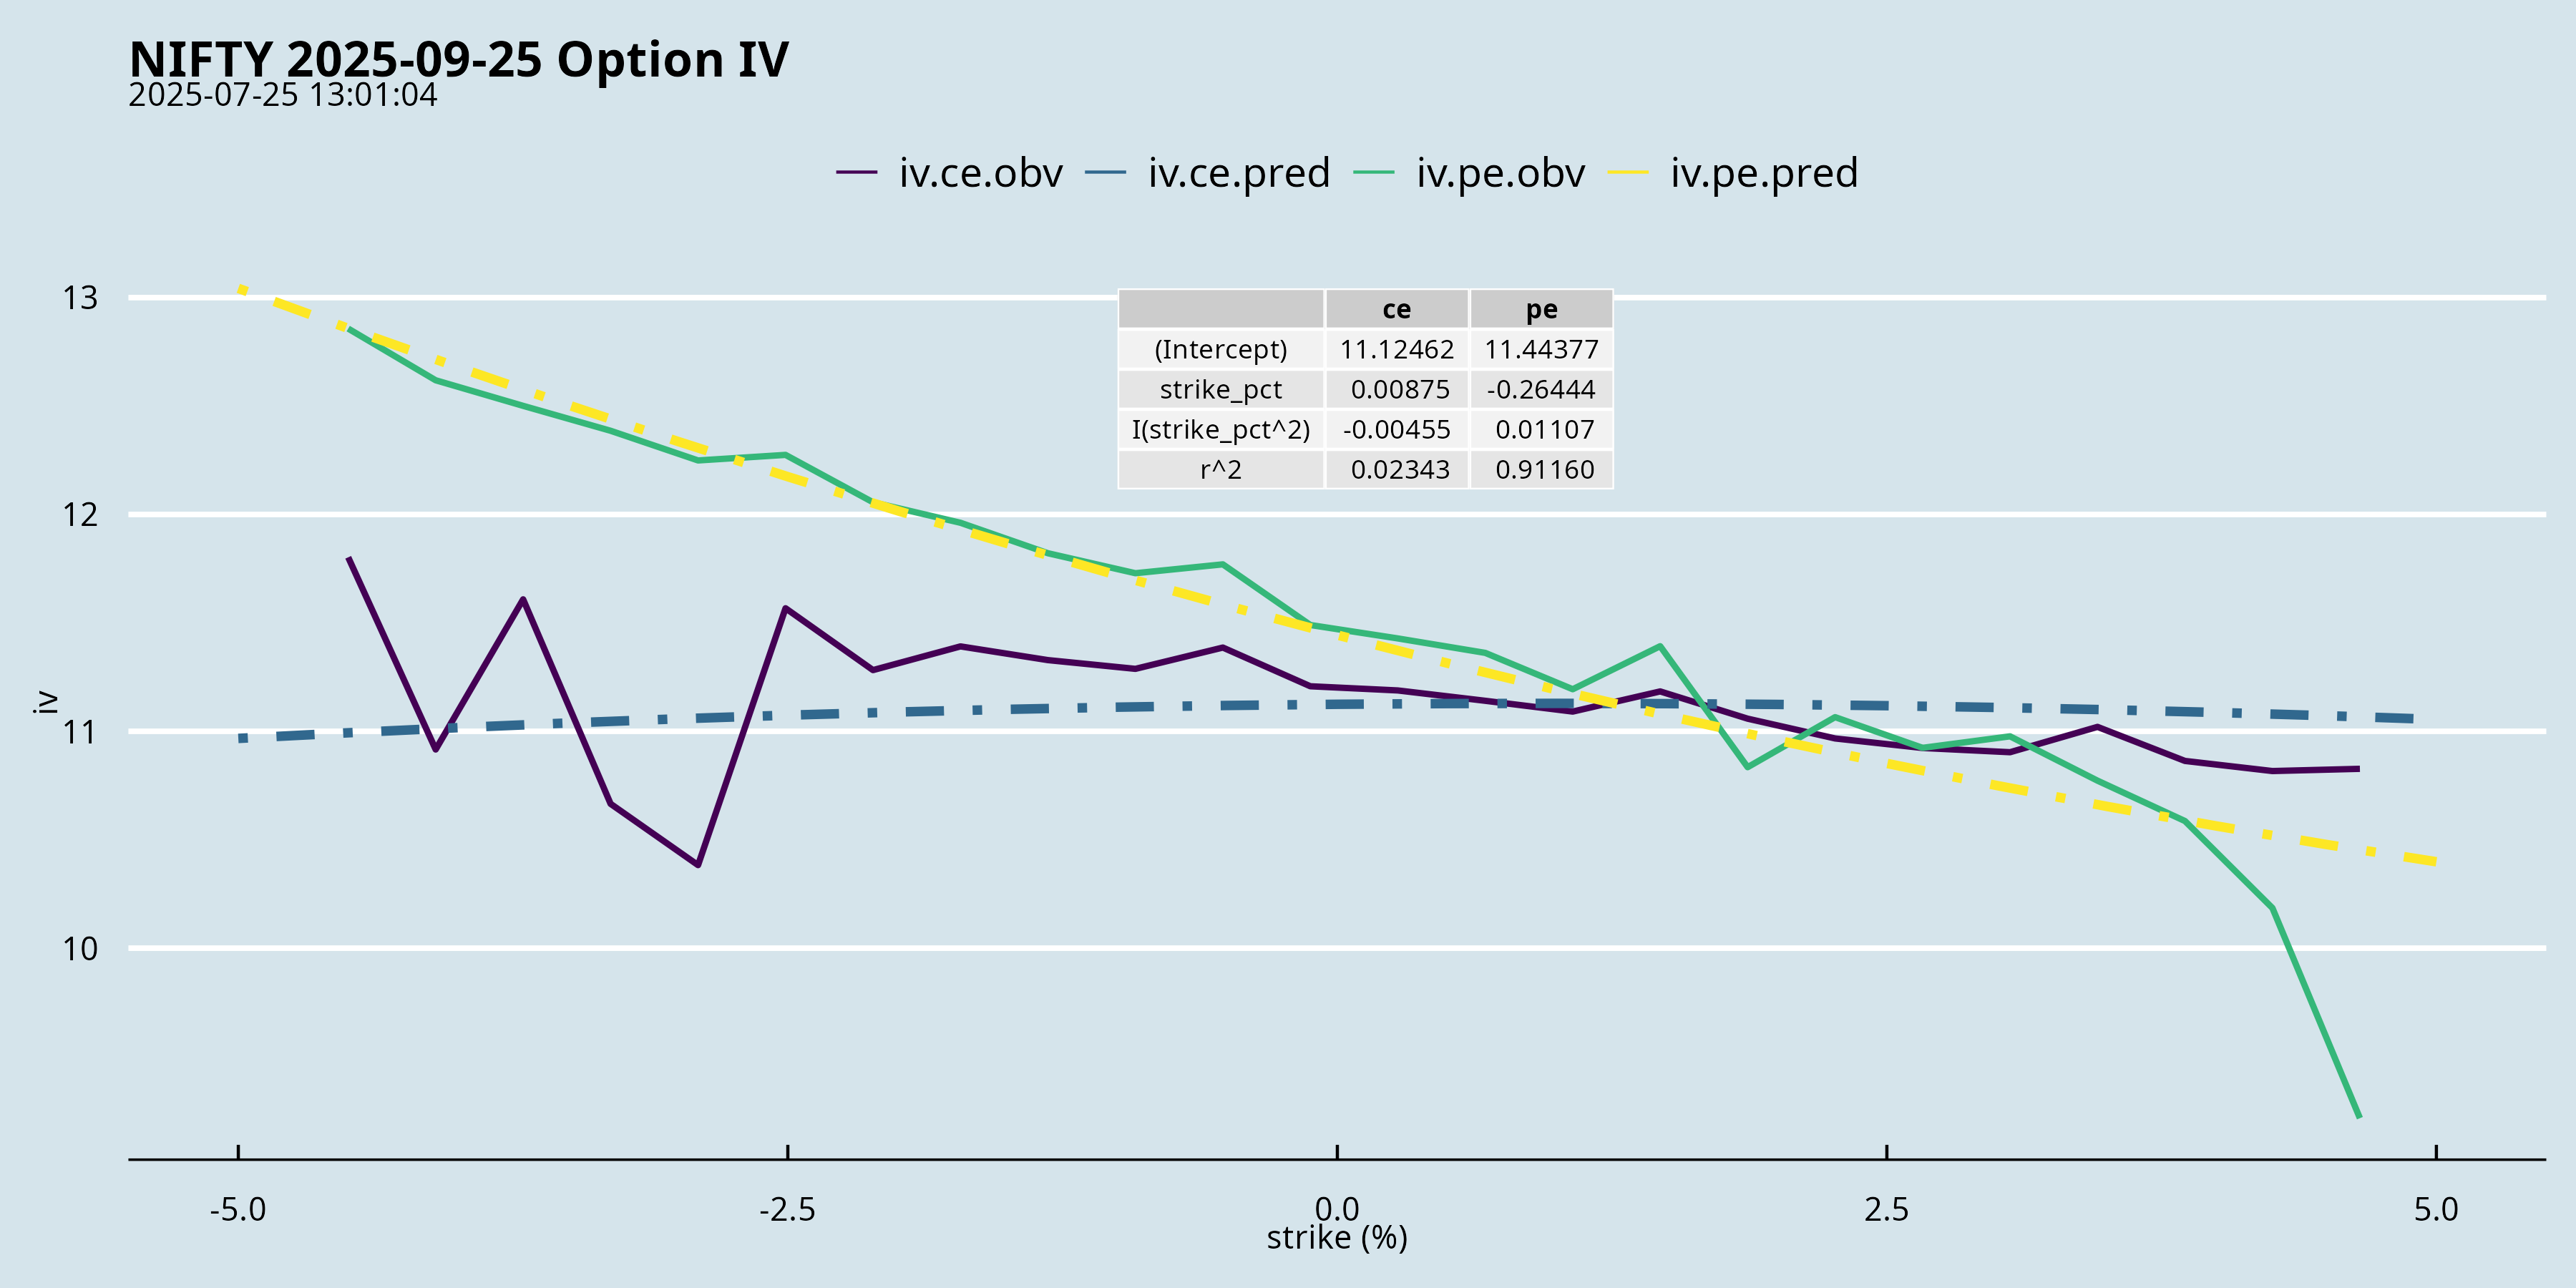 NIFTY 2025-09-25 Option IV
2025-07-25 13:01:04
iv.ce.obv iv.ce.pred iv.pe.obv iv.pe.pred
13
12
11
10
iv
ce pe
(Intercept) 11.12462 11.44377
strike_pct 0.00875 -0.26444
I(strike_pct^2) -0.00455 0.01107
r^2 0.02343 0.91160
-5.0 -2.5 0.0 2.5 5.0
strike (%)